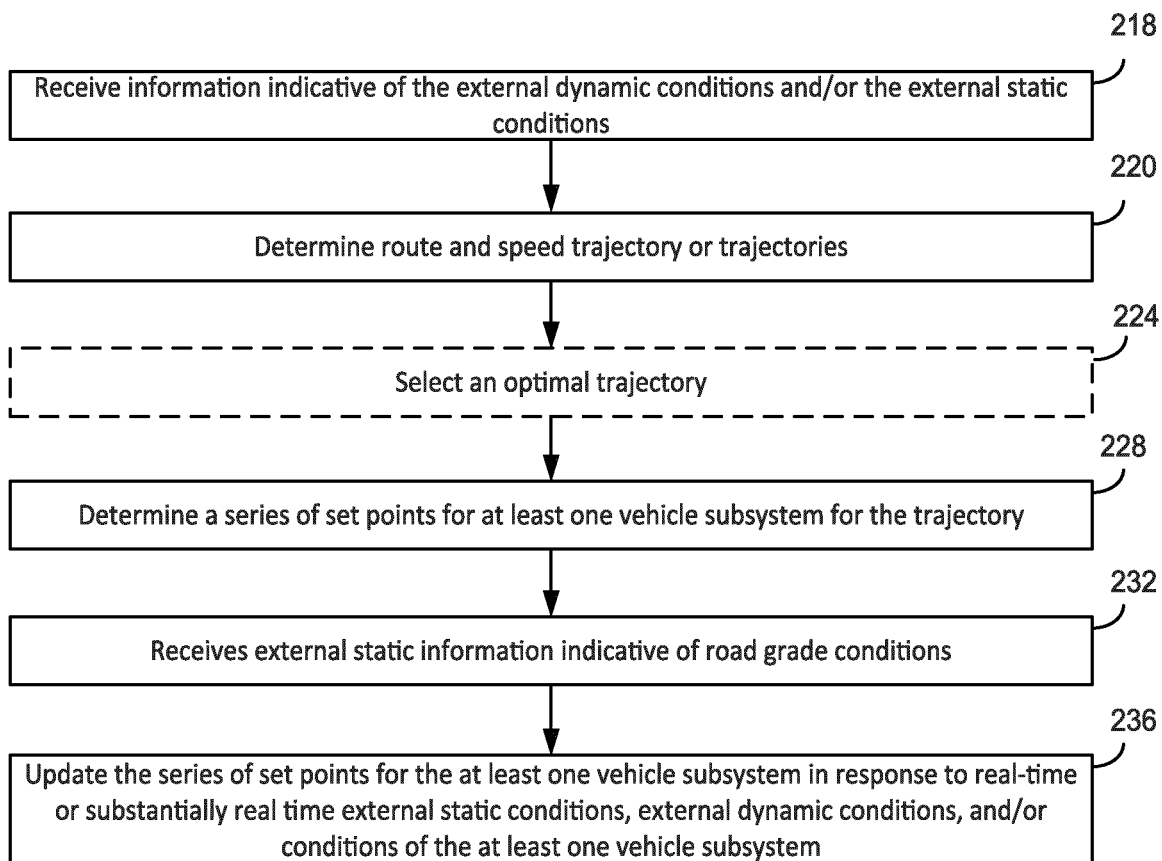 218
Receive information indicative of the external dynamic conditions and/or the external static
conditions
220
Determine route and speed trajectory or trajectories
224
Select an optimal trajectory
228
Determine a series of set points for at least one vehicle subsystem for the trajectory
232
Receives external static information indicative of road grade conditions
236
Update the series of set points for the at least one vehicle subsystem in response to real-time
or substantially real time external static conditions, external dynamic conditions, and/or
conditions of the at least one vehicle subsystem